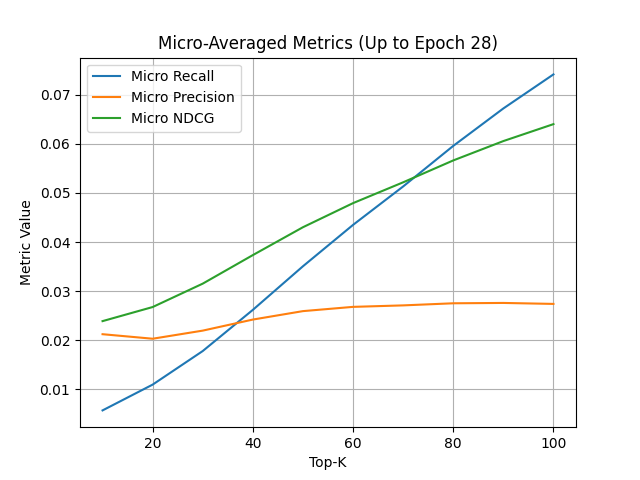 Micro-Averaged Metrics (Up to Epoch 28)
Micro Recall
Micro Precision
Micro NDCG
Metric Value
0.07
0.06
0.05
0.04
0.03
0.02
0.01
20 40 60 80 100
Top-K